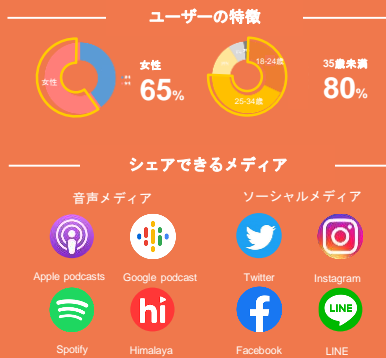 ユーザーの特徴
女性
女性
65%
18-24歳
25-34歳
35歳未満
80%
シェアできるメディア
音声メディア
ソーシャルメディア
Apple podcasts
Google podcast
Twitter
Instagram
hi
LINE
Spotify
Himalaya
Facebook
LINE